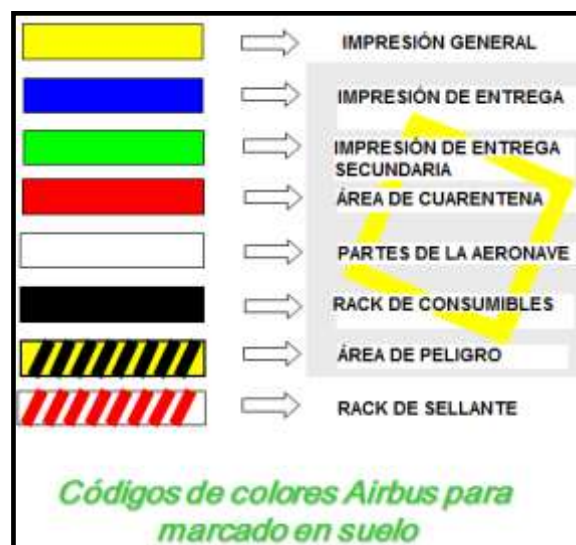 IMPRESIÓN GENERAL
IMPRESIÓN DE ENTREGA
IMPRESIÓN DE ENTREGA
SECUNDARIA
ÁREA DE CUARENTENA
PARTES DE LA AERONAVE
RACK DE CONSUMIBLES
ÁREA DE PELIGRO
RACK DE SELLANTE
Códigos de colores Airbus para
marcado en suelo